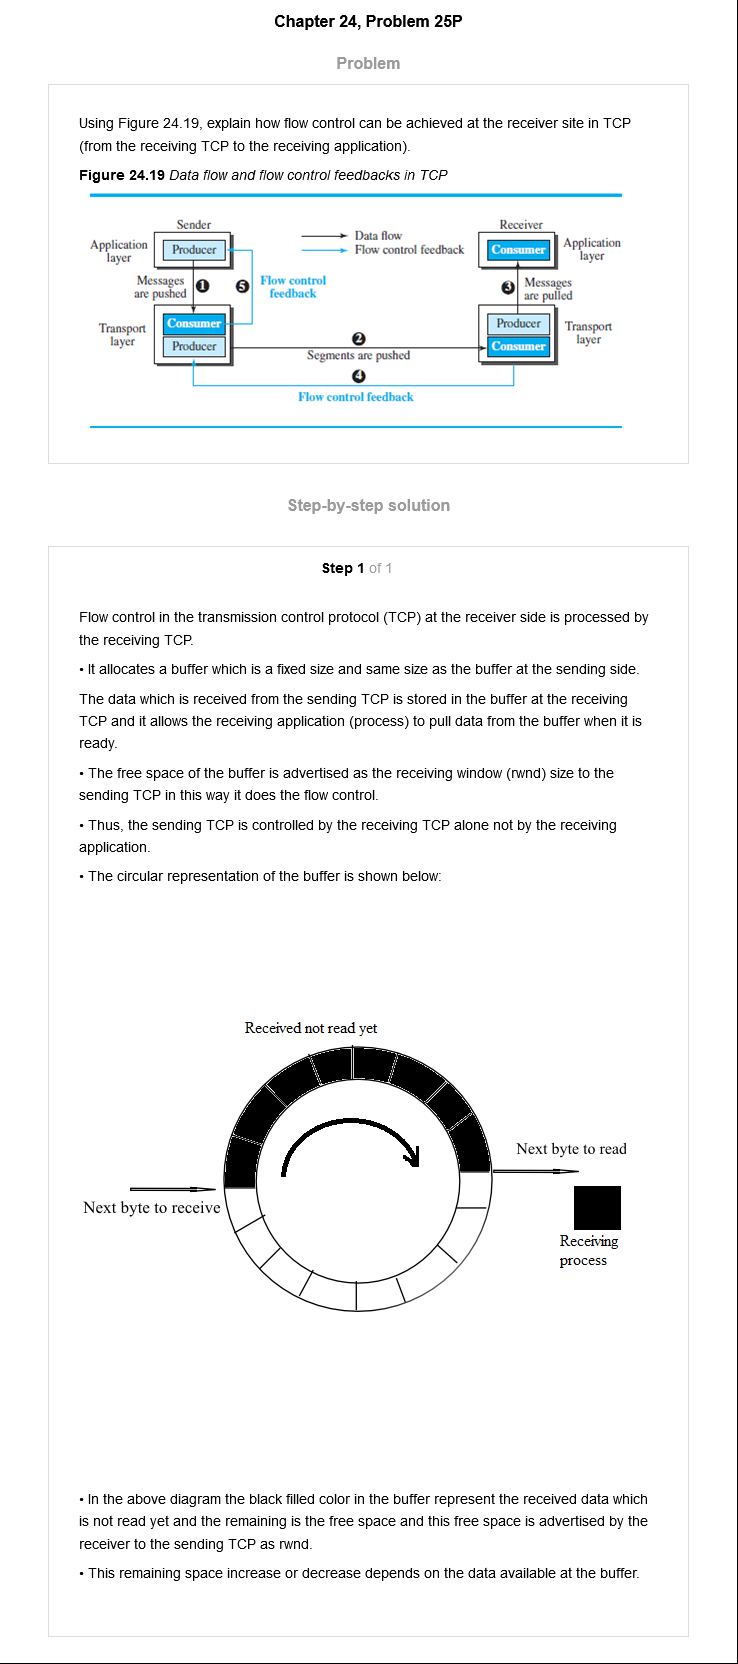 Chapter 24, Problem 25P
Problem
Using Figure 24.19, explain how flow control can be achieved at the receiver site in TCP
(from the receiving TCP to the receiving application).
Figure 24.19 Data flow and flow control feedbacks in TCP
Sender
Application
layer
Producer
Data flow
Flow control feedback
Receiver
Consumer
Application
layer
Messages
are pushed
1
5
Flow control
feedback
3
Messages
are pulled
Transport
layer
Consumer
Producer
2
Segments are pushed
4
Flow control feedback
Producer
Consumer
Transport
layer
Step-by-step solution
Step 1 of 1
Flow control in the transmission control protocol (TCP) at the receiver side is processed by
the receiving TCP.
• It allocates a buffer which is a fixed size and same size as the buffer at the sending side.
The data which is received from the sending TCP is stored in the buffer at the receiving
TCP and it allows the receiving application (process) to pull data from the buffer when it is
ready.
• The free space of the buffer is advertised as the receiving window (rwnd) size to the
sending TCP in this way it does the flow control.
• Thus, the sending TCP is controlled by the receiving TCP alone not by the receiving
application.
• The circular representation of the buffer is shown below:
Received not read yet
Next byte to read
Next byte to receive
Receiving
process
• In the above diagram the black filled color in the buffer represent the received data which
is not read yet and the remaining is the free space and this free space is advertised by the
receiver to the sending TCP as rwnd.
• This remaining space increase or decrease depends on the data available at the buffer.